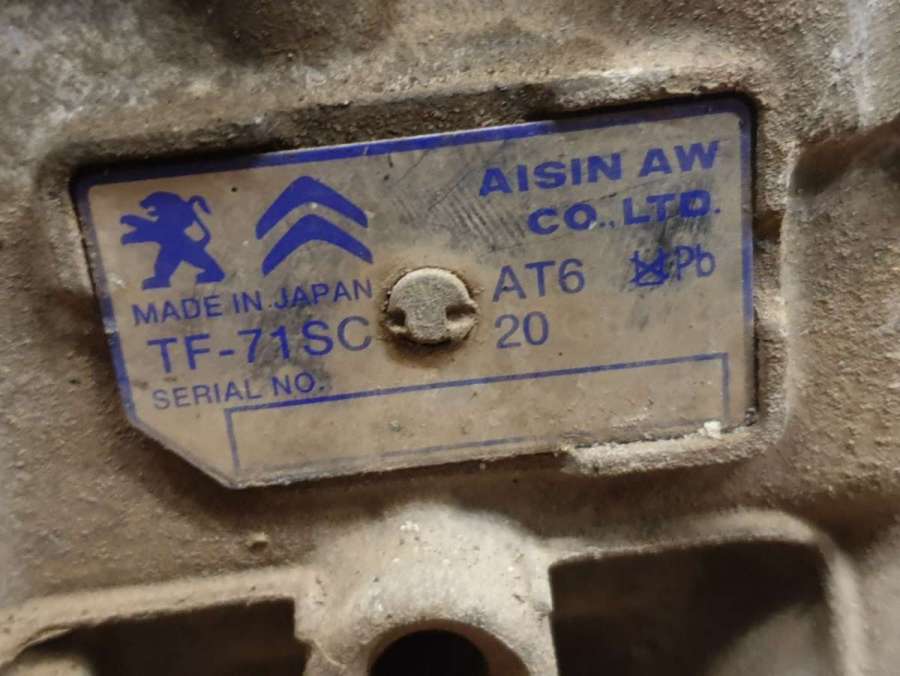 AISIN AW
CO., LTD.
MADE IN JAPAN
AT6 Pb
TF-71SC 20
SERIAL NO.